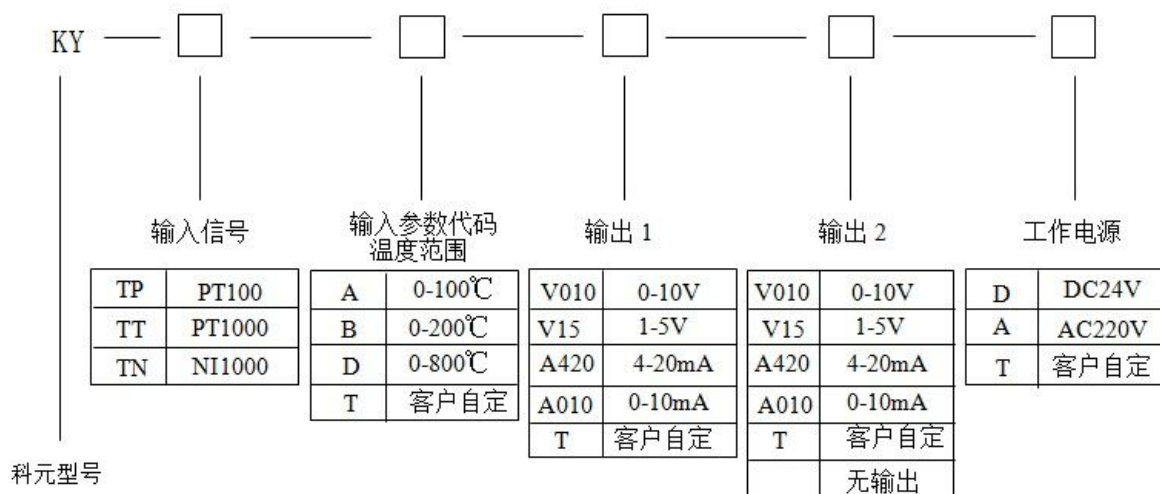 KY
输入信号
输入参数代码
温度范围
输出 1
输出 2
工作电源
TP PT100
TT PT1000
TN NI1000
A 0-100℃
B 0-200℃
D 0-800℃
T 客户自定
V010 0-10V
V15 1-5V
A420 4-20mA
A010 0-10mA
T 客户自定
V010 0-10V
V15 1-5V
A420 4-20mA
A010 0-10mA
T 客户自定
无输出
D DC24V
A AC220V
T 客户自定
科元型号